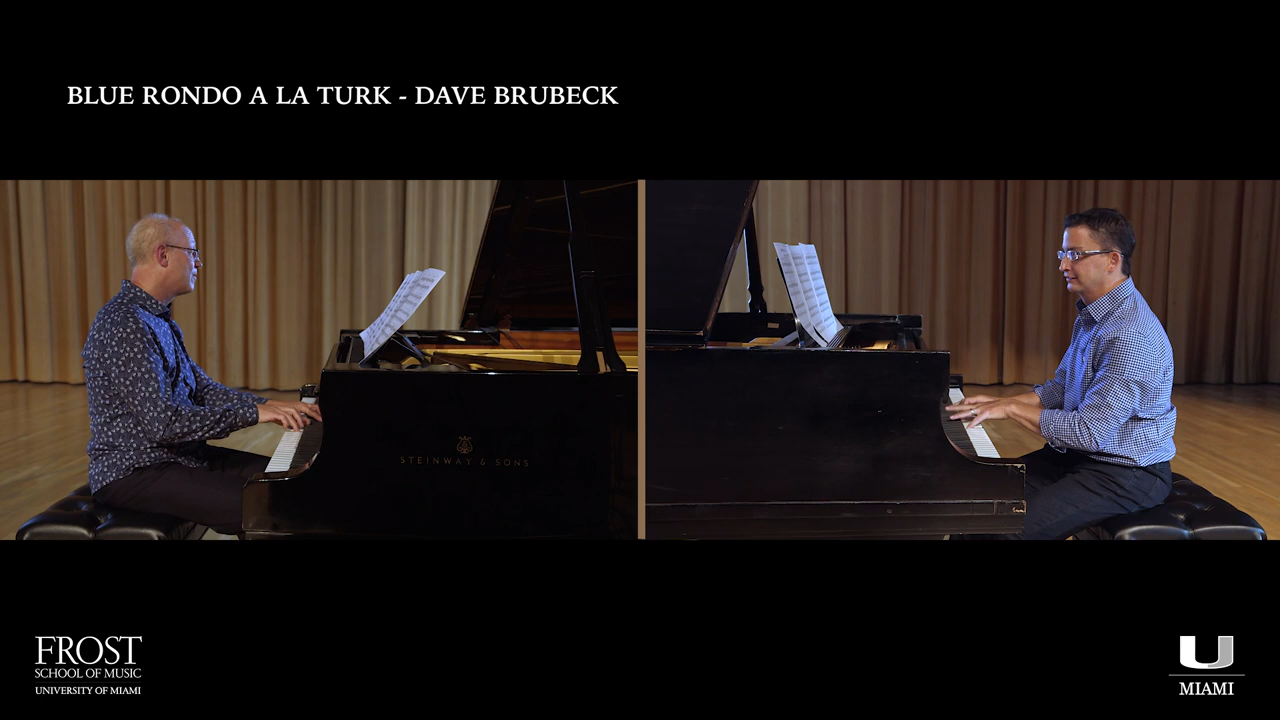 BLUE RONDO A LA TURK - DAVE BRUBECK
STEINWAY & SONS
FROST
SCHOOL OF MUSIC
UNIVERSITY OF MIAMI
U
MIAMI